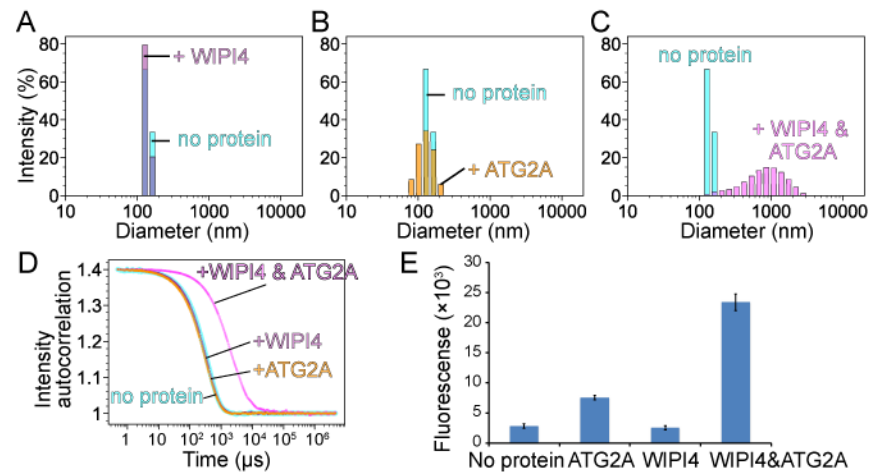 A
Intensity (%)
80
60
40
20
0
+ WIPI4
no protein
10
100
1000
10000
Diameter (nm)
B
80
60
40
20
0
no protein
+ ATG2A
10
100
1000
10000
Diameter (nm)
C
80
60
40
20
0
no protein
+ WIPI4 &
ATG2A
10
100
1000
10000
Diameter (nm)
D
Intensity
autocorrelation
1.4
1.3
1.2
1.1
1
+WIPI4 & ATG2A
+WIPI4
+ATG2A
no protein
1
10
10²
10³
10⁴
10⁵
10⁶
Time (µs)
E
Fluorescense (×10³)
30
25
20
15
10
5
0
No protein
ATG2A
WIPI4
WIPI4&ATG2A